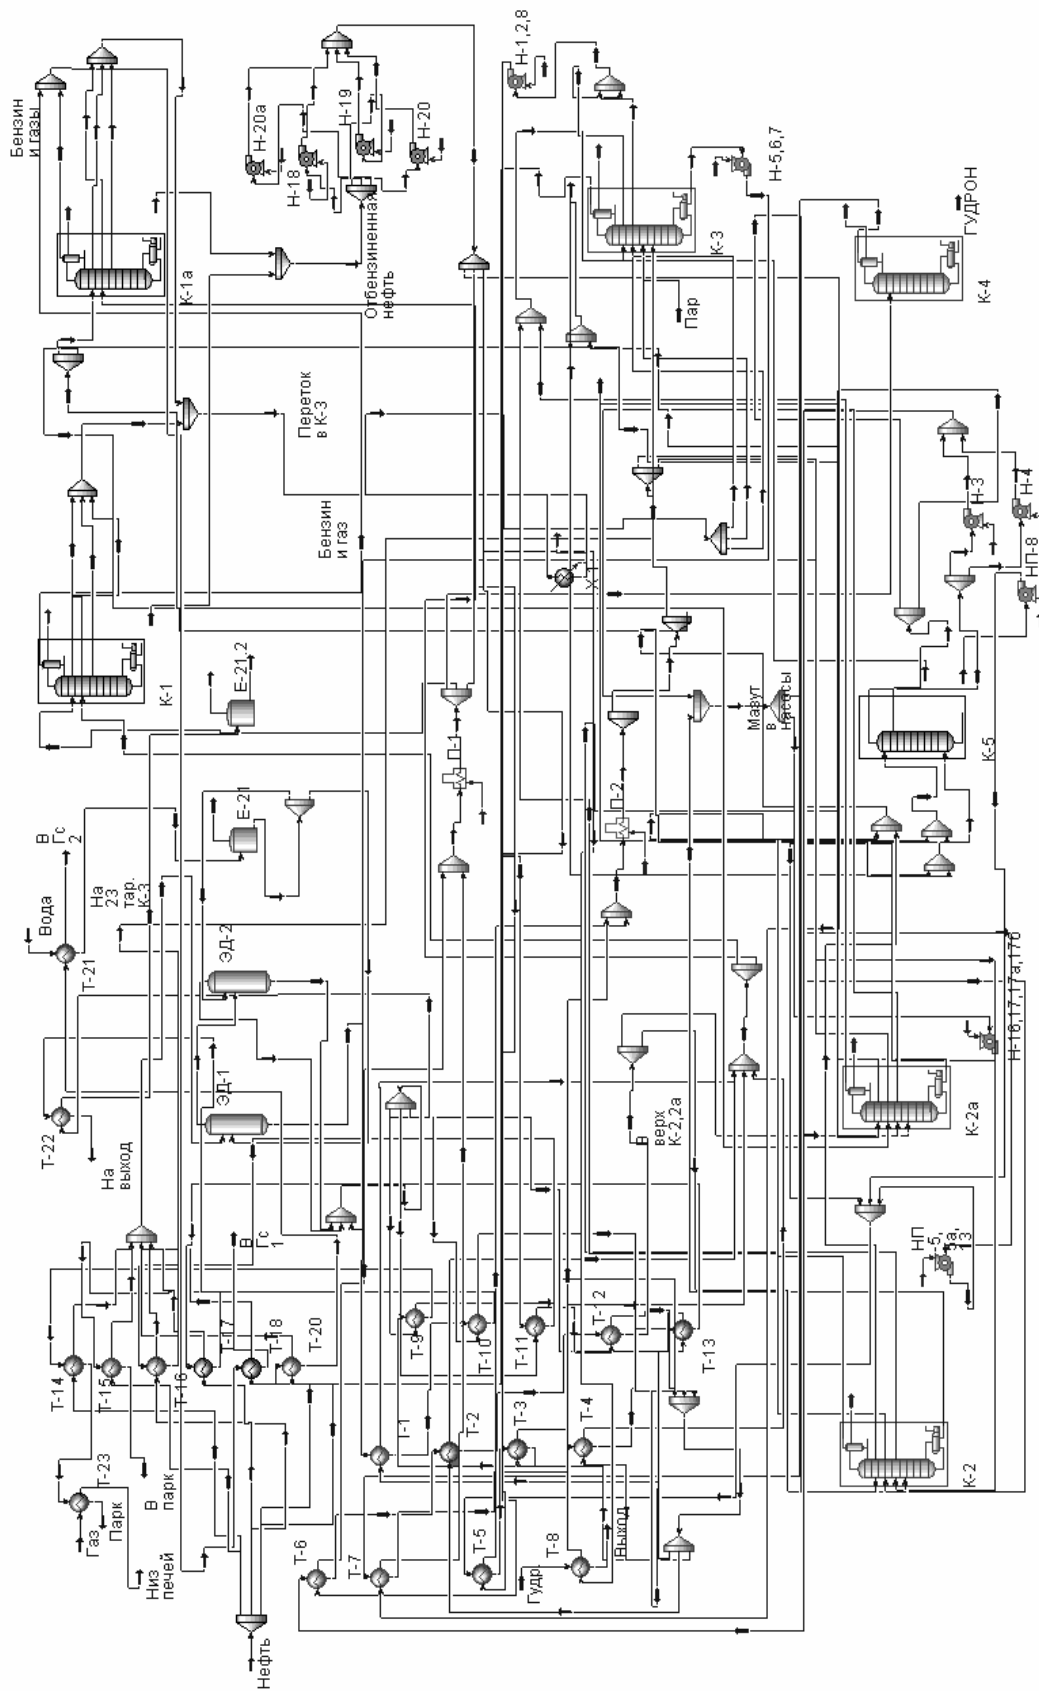 Бензин
и газы
К-1а
Н-20а
Н-18
Н-19
Н-20
Отбензиненная
нефть
Н-1,2,8
К-3
Н-5,6,7
Пар
К-4
ГУДРОН
К-1
Переток
в К-3
Бензин
и газ
Е-21.2
Е-21
П-1
Х-1
П-2
Мазут
в
насосы
К-5
Н-3
Н-4
НП-8
Вода
Т-21
В
Гс
2
На
23
тар.
К-3
ЭД-2
ЭД-1
Т-22
На
выход
В
верх
К-2,2а
К-2а
Н-16,17,17а,17б
Т-14
Т-15
Т-16
Т-17
Т-18
Т-20
В
Гс
1
Т-9
Т-10
Т-11
Т-12
Т-13
Т-23
Газ
Парк
В
парк
Низ
печей
Нефть
Т-1
Т-2
Т-3
Т-4
Т-6
Т-7
Т-5
Т-8
Гудр.
Выход
НП
К-2